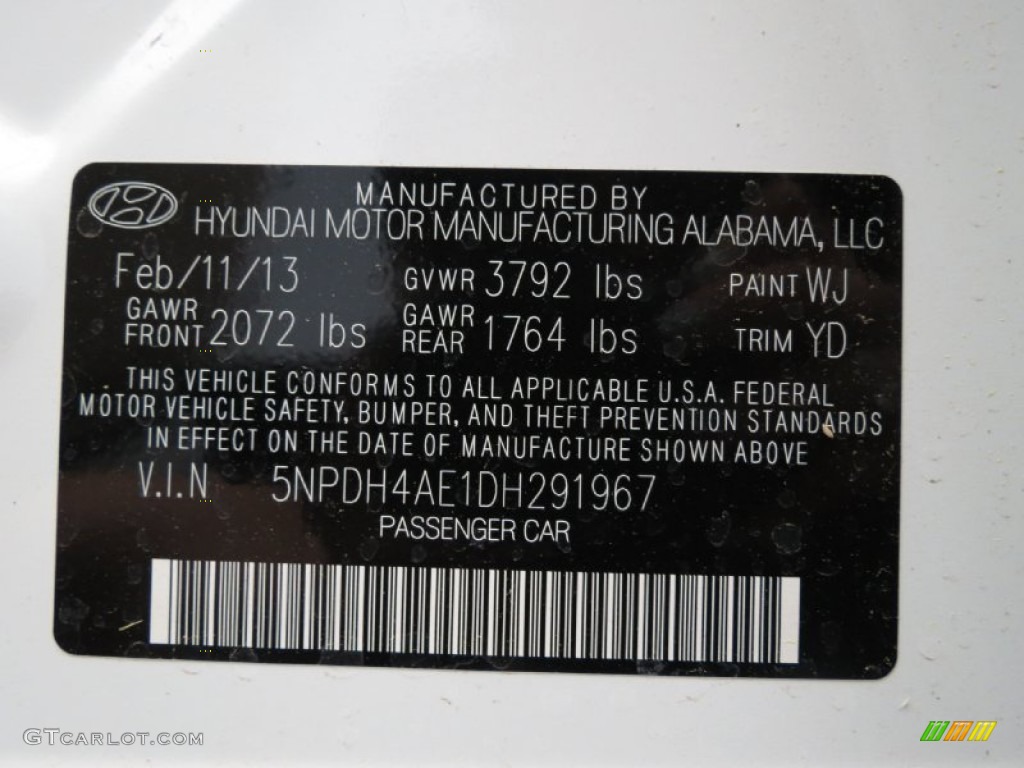 MANUFACTURED BY
HYUNDAI MOTOR MANUFACTURING ALABAMA, LLC
Feb/11/13 GVWR 3792 lbs PAINT WJ
GAWR FRONT 2072 lbs GAWR REAR 1764 lbs TRIM YD
THIS VEHICLE CONFORMS TO ALL APPLICABLE U.S.A. FEDERAL
MOTOR VEHICLE SAFETY, BUMPER, AND THEFT PREVENTION STANDARDS
IN EFFECT ON THE DATE OF MANUFACTURE SHOWN ABOVE
V.I.N 5NPDH4AE1DH291967
PASSENGER CAR
GTCARLOT.COM